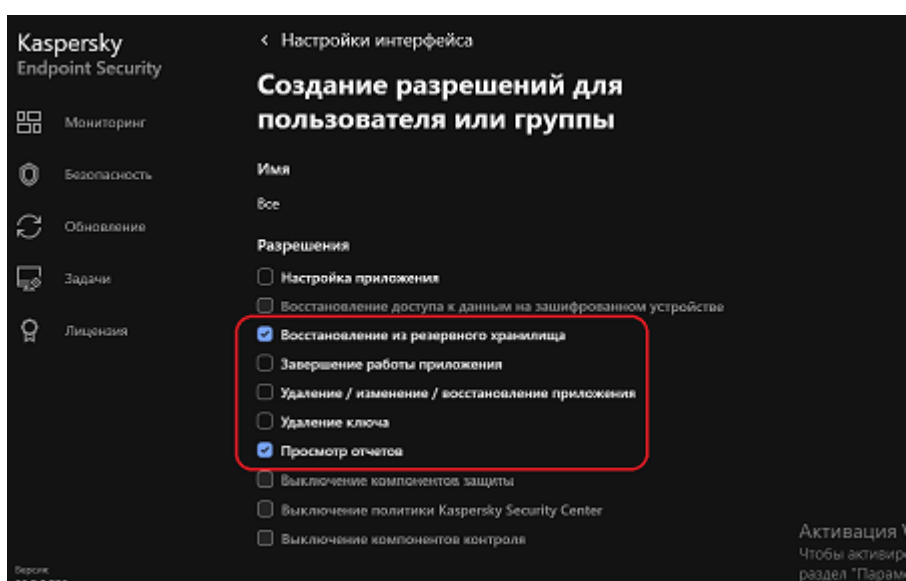 Kaspersky
Endpoint Security
Мониторинг
Безопасность
Обновление
Задачи
Лицензия
Настройки интерфейса
Создание разрешений для
пользователя или группы
Имя
Все
Разрешения
Настройка приложения
Восстановление доступа к данным на зашифрованном устройстве
Восстановление из резервного хранилища
Завершение работы приложения
Удаление / изменение / восстановление приложения
Удаление ключа
Просмотр отчетов
Выключение компонентов защиты
Выключение политики Kaspersky Security Center
Выключение компонентов контроля
Активация
Чтобы
раздел
Версия: